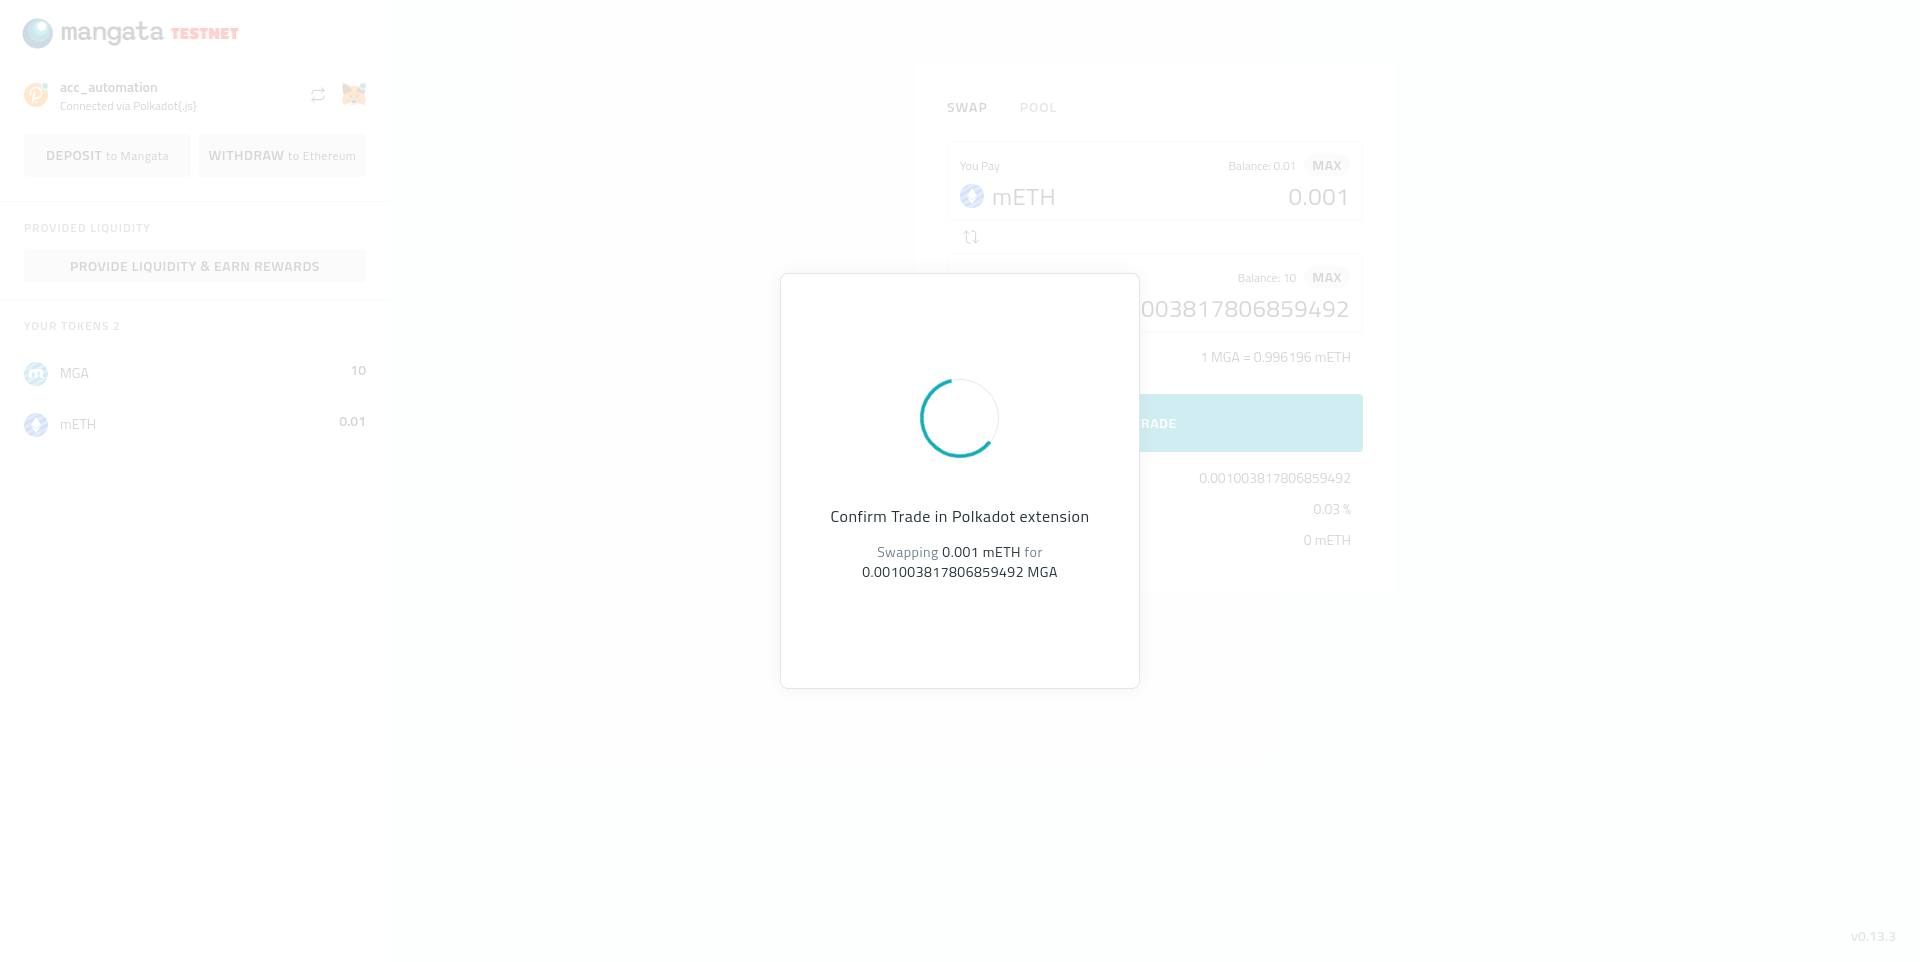 mangata TESTNET
acc_automation
Connected via Polkadot{.js}
DEPOSIT to Mangata
WITHDRAW to Ethereum
PROVIDED LIQUIDITY
PROVIDE LIQUIDITY & EARN REWARDS
YOUR TOKENS 2
MGA 10
mETH 0.01
SWAP POOL
You Pay Balance: 0.01 MAX
mETH 0.001
Balance: 10 MAX
003817806859492
1 MGA = 0.996196 mETH
RADE
0.001003817806859492
0.03 %
0 mETH
Confirm Trade in Polkadot extension
Swapping 0.001 mETH for
0.001003817806859492 MGA
v0.13.3